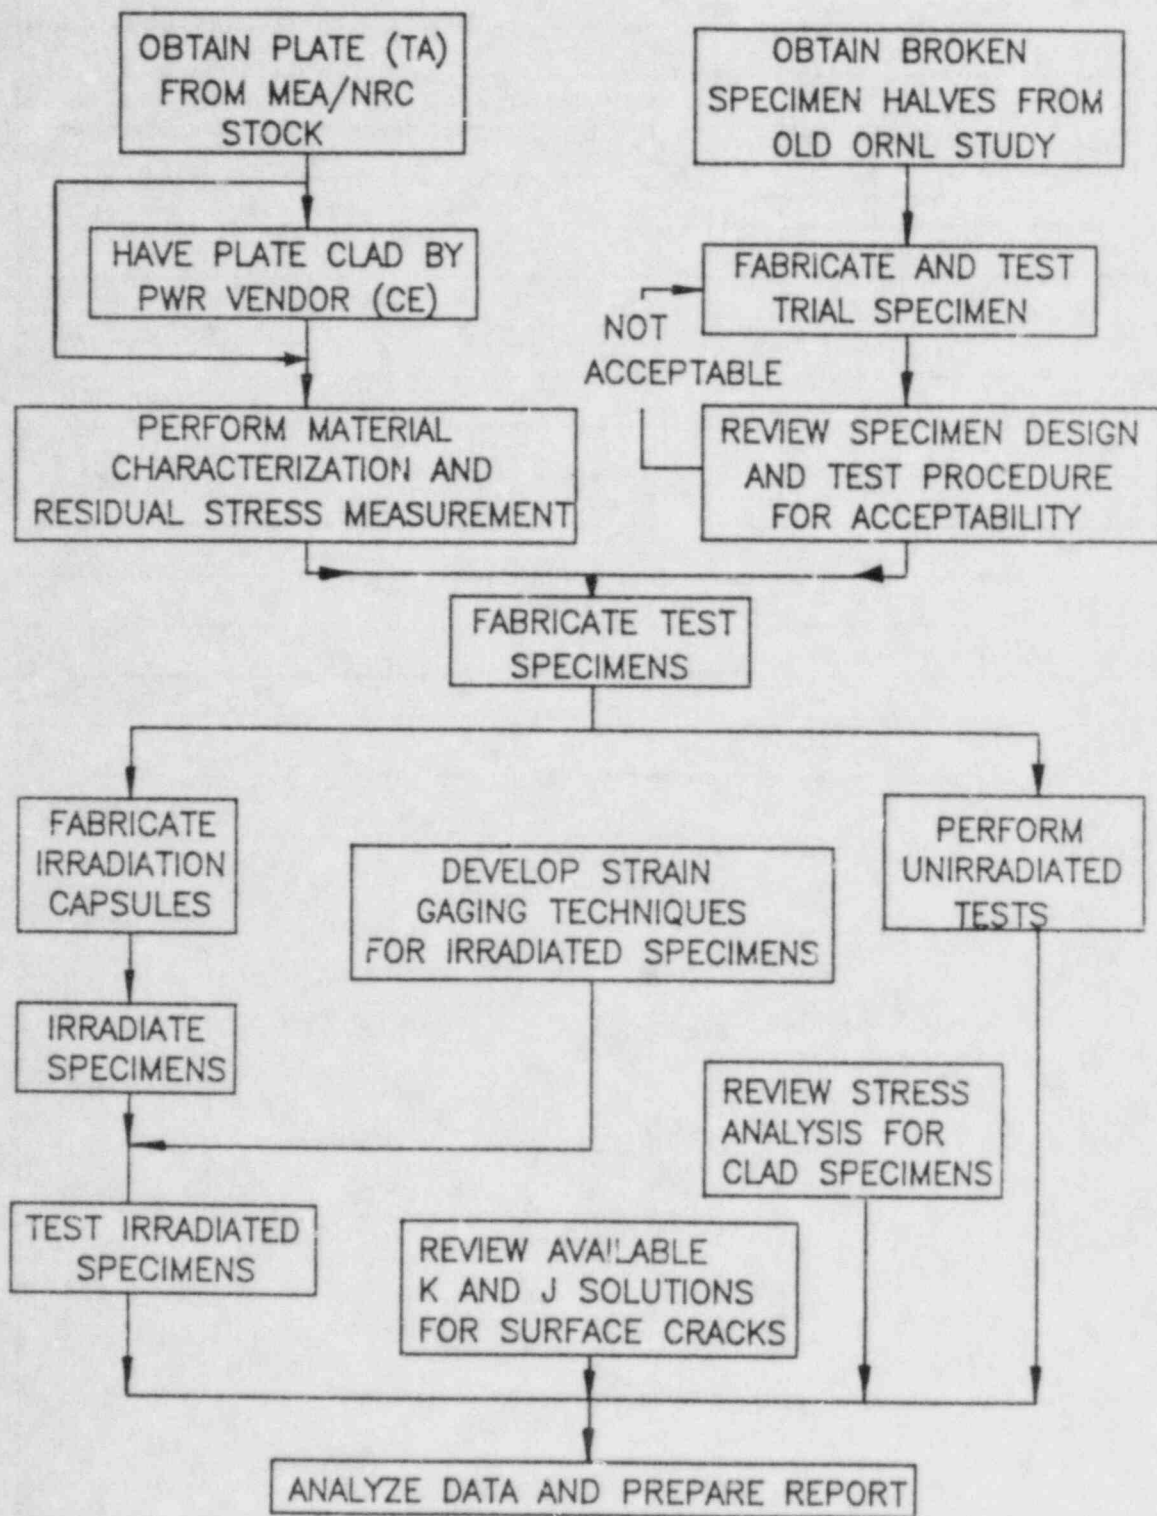 OBTAIN PLATE (TA)
FROM MEA/NRC
STOCK
OBTAIN BROKEN
SPECIMEN HALVES FROM
OLD ORNL STUDY
HAVE PLATE CLAD BY
PWR VENDOR (CE)
FABRICATE AND TEST
TRIAL SPECIMEN
NOT
ACCEPTABLE
PERFORM MATERIAL
CHARACTERIZATION AND
RESIDUAL STRESS MEASUREMENT
REVIEW SPECIMEN DESIGN
AND TEST PROCEDURE
FOR ACCEPTABILITY
FABRICATE TEST
SPECIMENS
FABRICATE
IRRADIATION
CAPSULES
DEVELOP STRAIN
GAGING TECHNIQUES
FOR IRRADIATED SPECIMENS
PERFORM
UNIRRADIATED
TESTS
IRRADIATE
SPECIMENS
REVIEW STRESS
ANALYSIS FOR
CLAD SPECIMENS
TEST IRRADIATED
SPECIMENS
REVIEW AVAILABLE
K AND J SOLUTIONS
FOR SURFACE CRACKS
ANALYZE DATA AND PREPARE REPORT